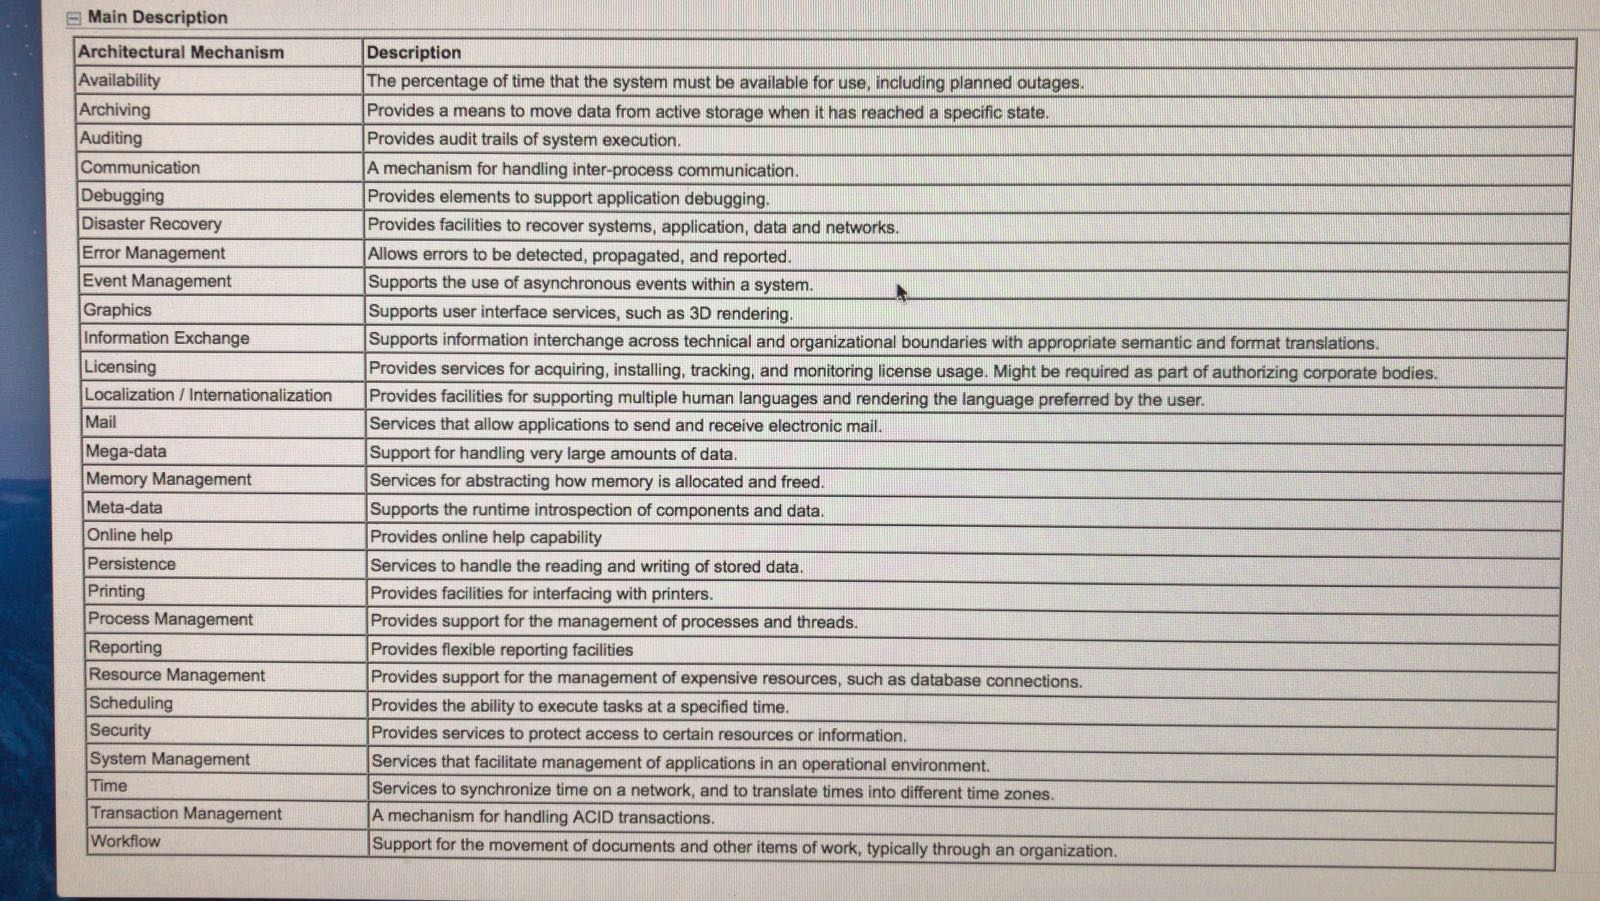 Main Description
Architectural Mechanism Description
Availability The percentage of time that the system must be available for use, including planned outages.
Archiving Provides a means to move data from active storage when it has reached a specific state.
Auditing Provides audit trails of system execution.
Communication A mechanism for handling inter-process communication.
Debugging Provides elements to support application debugging.
Disaster Recovery Provides facilities to recover systems, application, data and networks.
Error Management Allows errors to be detected, propagated, and reported.
Event Management Supports the use of asynchronous events within a system.
Graphics Supports user interface services, such as 3D rendering.
Information Exchange Supports information interchange across technical and organizational boundaries with appropriate semantic and format translations.
Licensing Provides services for acquiring, installing, tracking, and monitoring license usage. Might be required as part of authorizing corporate bodies.
Localization / Internationalization Provides facilities for supporting multiple human languages and rendering the language preferred by the user.
Mail Services that allow applications to send and receive electronic mail.
Mega-data Support for handling very large amounts of data.
Memory Management Services for abstracting how memory is allocated and freed.
Meta-data Supports the runtime introspection of components and data.
Online help Provides online help capability
Persistence Services to handle the reading and writing of stored data.
Printing Provides facilities for interfacing with printers.
Process Management Provides support for the management of processes and threads.
Reporting Provides flexible reporting facilities
Resource Management Provides support for the management of expensive resources, such as database connections.
Scheduling Provides the ability to execute tasks at a specified time.
Security Provides services to protect access to certain resources or information.
System Management Services that facilitate management of applications in an operational environment.
Time Services to synchronize time on a network, and to translate times into different time zones.
Transaction Management A mechanism for handling ACID transactions.
Workflow Support for the movement of documents and other items of work, typically through an organization.